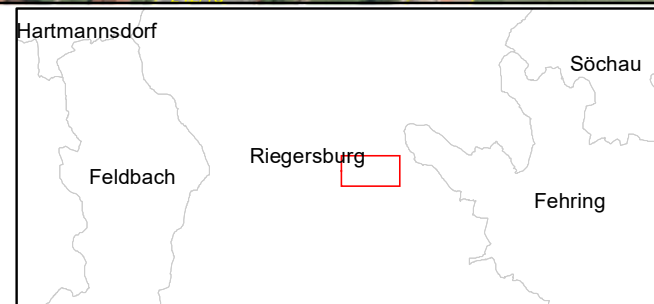 Hartmannsdorf
Söchau
Riegersburg
Feldbach
Fehring